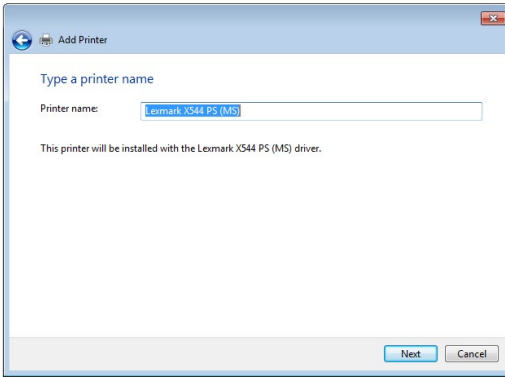 Add Printer
Type a printer name
Printer name: Lexmark X544 PS (MS)
This printer will be installed with the Lexmark X544 PS (MS) driver.
Next Cancel